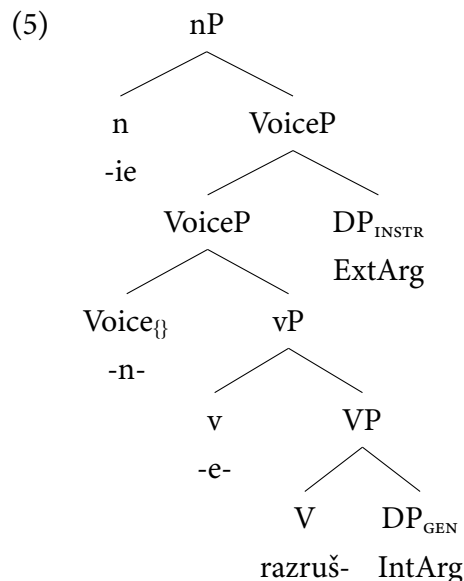 (5) nP
n VoiceP
-ie
VoiceP DP_INSTR
ExtArg
Voice_{} vP
-n-
v VP
-e-
V DP_GEN
razruš- IntArg